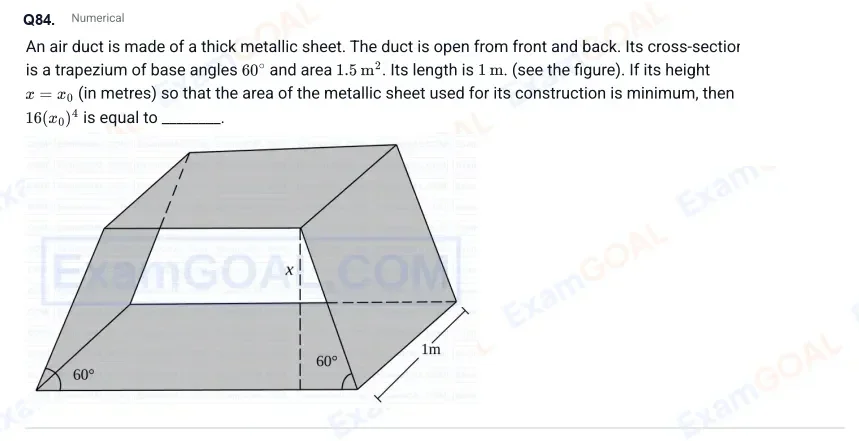 Q84. Numerical
An air duct is made of a thick metallic sheet. The duct is open from front and back. Its cross-section
is a trapezium of base angles 60° and area 1.5 m². Its length is 1 m. (see the figure). If its height
x = x₀ (in metres) so that the area of the metallic sheet used for its construction is minimum, then
16(x₀)⁴ is equal to ________.
ExamGOAL.COM
x
60°
60°
1m
ExamGOAL
ExamGOAL
ExamGOAL